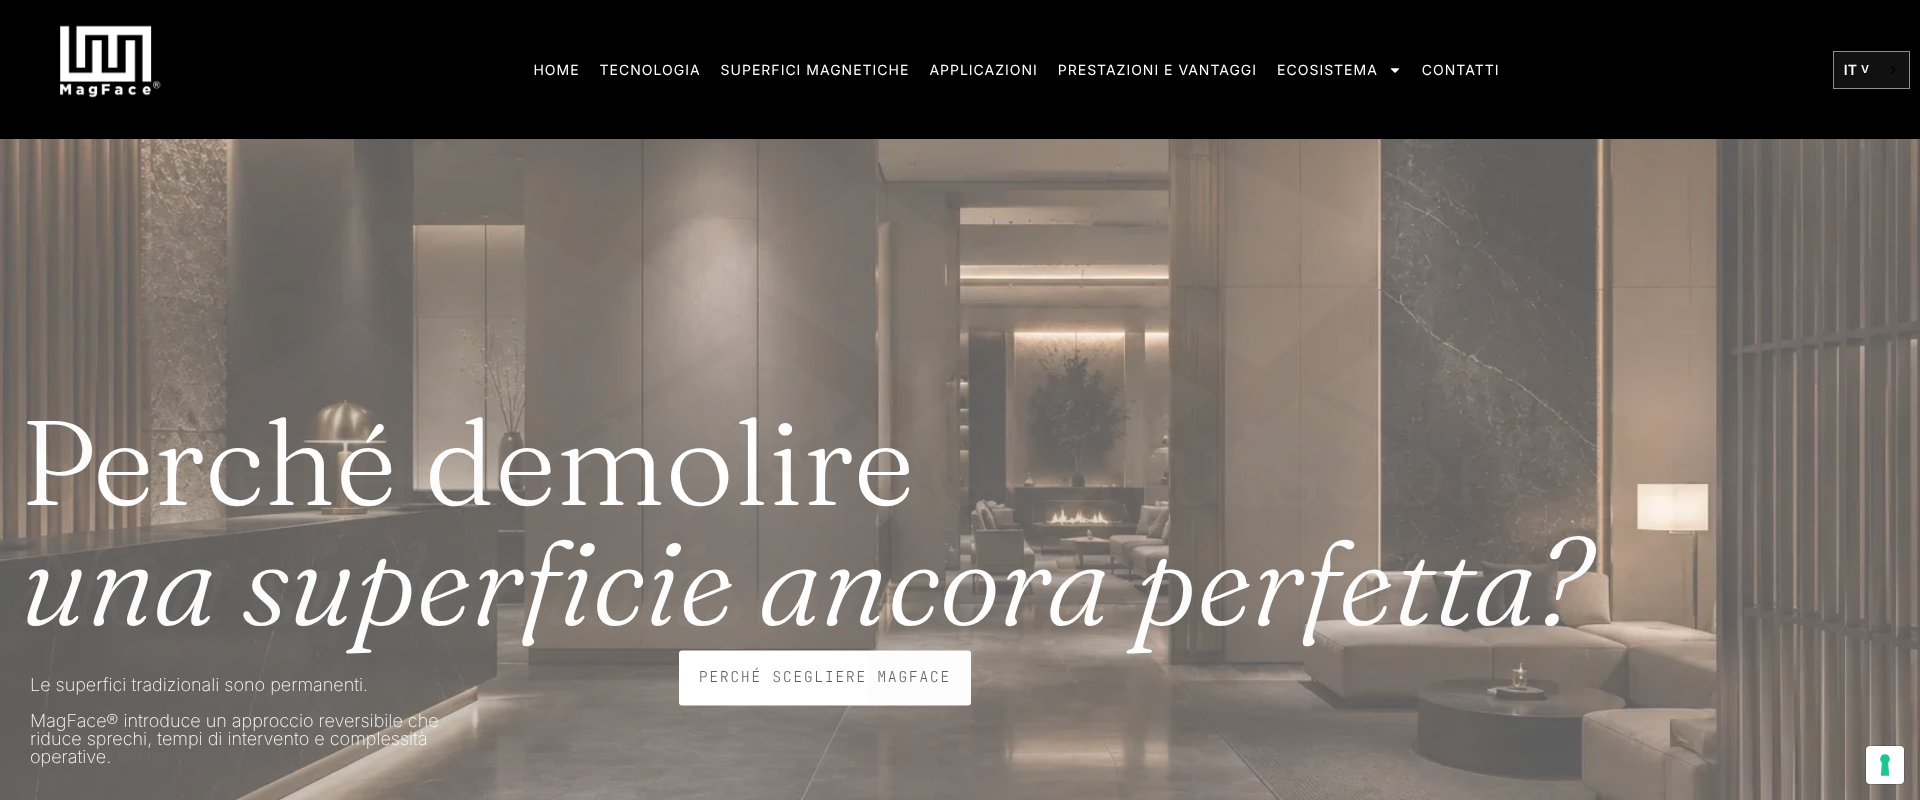 MagFace®
HOME TECNOLOGIA SUPERFICI MAGNETICHE APPLICAZIONI PRESTAZIONI E VANTAGGI ECOSISTEMA CONTATTI
IT V
Perché demolire
una superficie ancora perfetta?
PERCHÉ SCEGLIERE MAGFACE
Le superfici tradizionali sono permanenti.
MagFace® introduce un approccio reversibile che
riduce sprechi, tempi di intervento e complessità
operative.